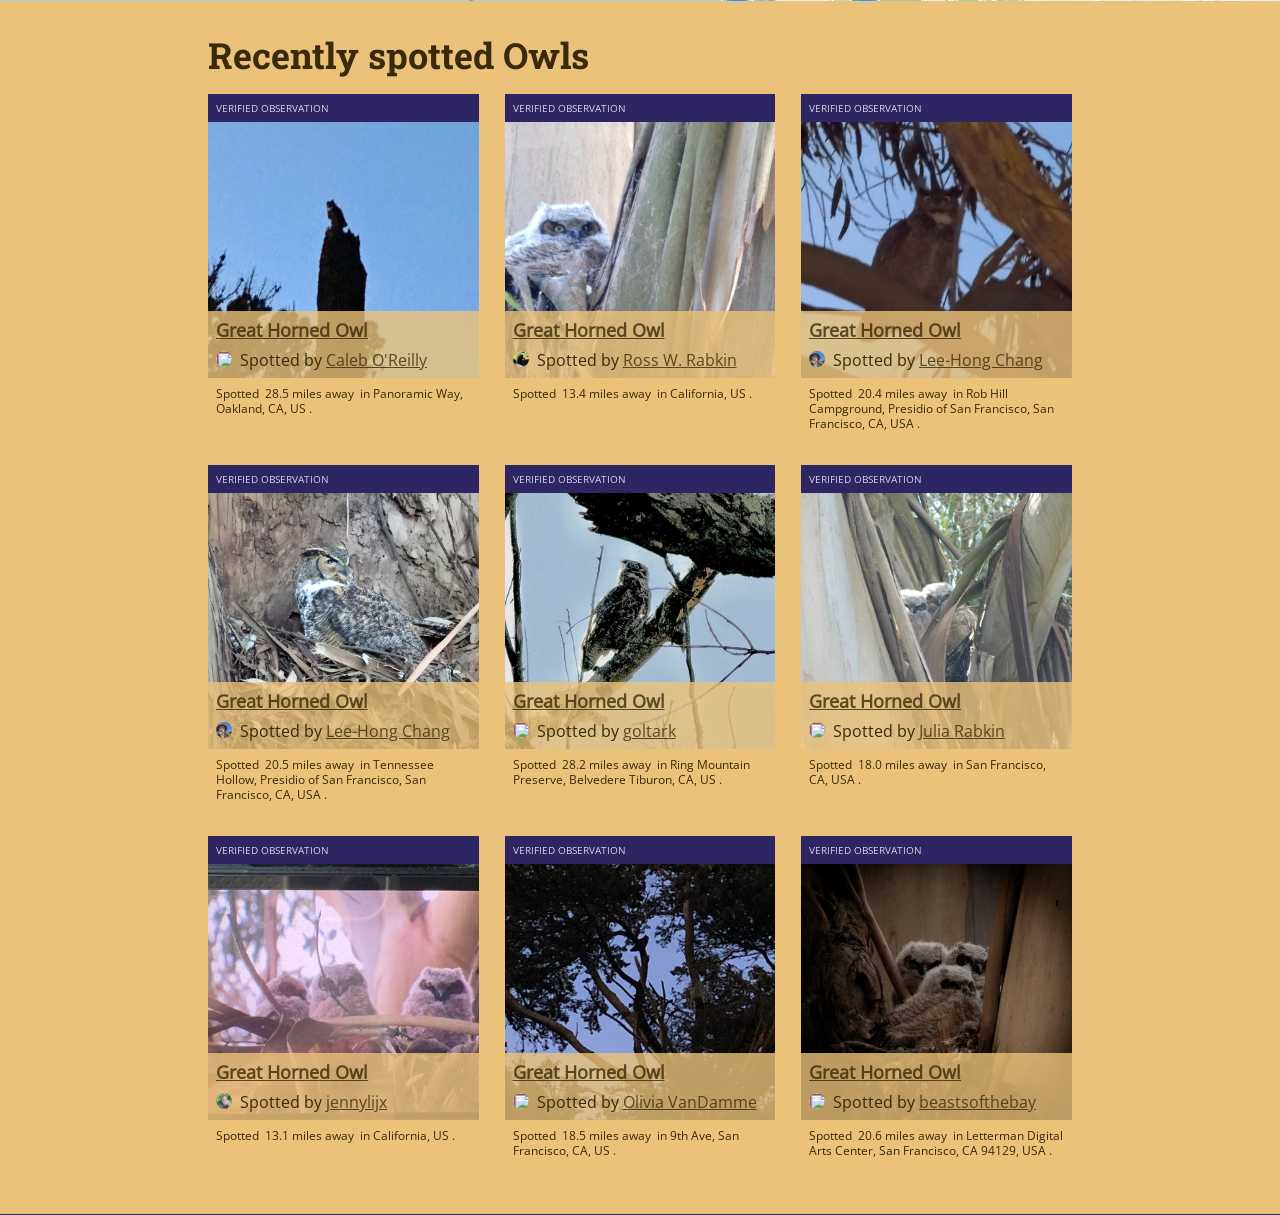 Recently spotted Owls
VERIFIED OBSERVATION
Great Horned Owl
Spotted by Caleb O'Reilly
Spotted 28.5 miles away in Panoramic Way,
Oakland, CA, US .
VERIFIED OBSERVATION
Great Horned Owl
Spotted by Ross W. Rabkin
Spotted 13.4 miles away in California, US .
VERIFIED OBSERVATION
Great Horned Owl
Spotted by Lee-Hong Chang
Spotted 20.4 miles away in Rob Hill
Campground, Presidio of San Francisco, San
Francisco, CA, USA .
VERIFIED OBSERVATION
Great Horned Owl
Spotted by Lee-Hong Chang
Spotted 20.5 miles away in Tennessee
Hollow, Presidio of San Francisco, San
Francisco, CA, USA .
VERIFIED OBSERVATION
Great Horned Owl
Spotted by goltark
Spotted 28.2 miles away in Ring Mountain
Preserve, Belvedere Tiburon, CA, US .
VERIFIED OBSERVATION
Great Horned Owl
Spotted by Julia Rabkin
Spotted 18.0 miles away in San Francisco,
CA, USA .
VERIFIED OBSERVATION
Great Horned Owl
Spotted by jennylijx
Spotted 13.1 miles away in California, US .
VERIFIED OBSERVATION
Great Horned Owl
Spotted by Olivia VanDamme
Spotted 18.5 miles away in 9th Ave, San
Francisco, CA, US .
VERIFIED OBSERVATION
Great Horned Owl
Spotted by beastsofthebay
Spotted 20.6 miles away in Letterman Digital
Arts Center, San Francisco, CA 94129, USA .